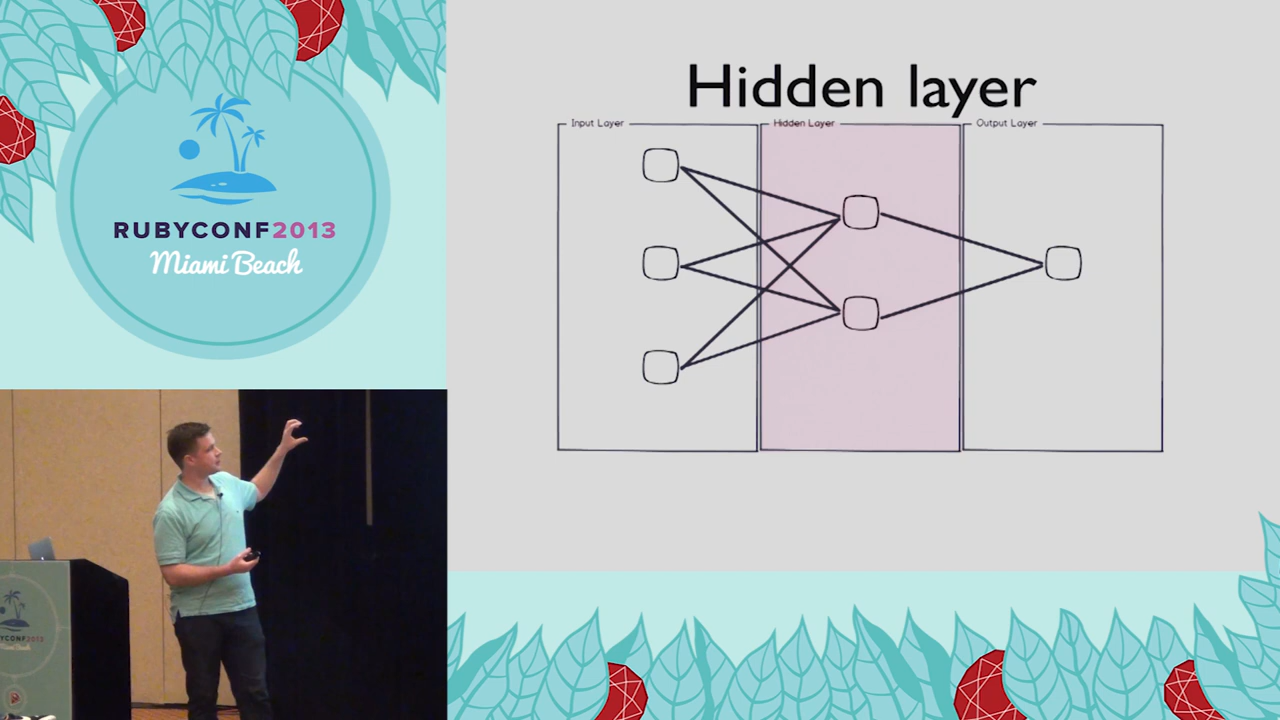 RUBYCONF2013
Miami Beach
Hidden layer
Input Layer
Hidden Layer
Output Layer